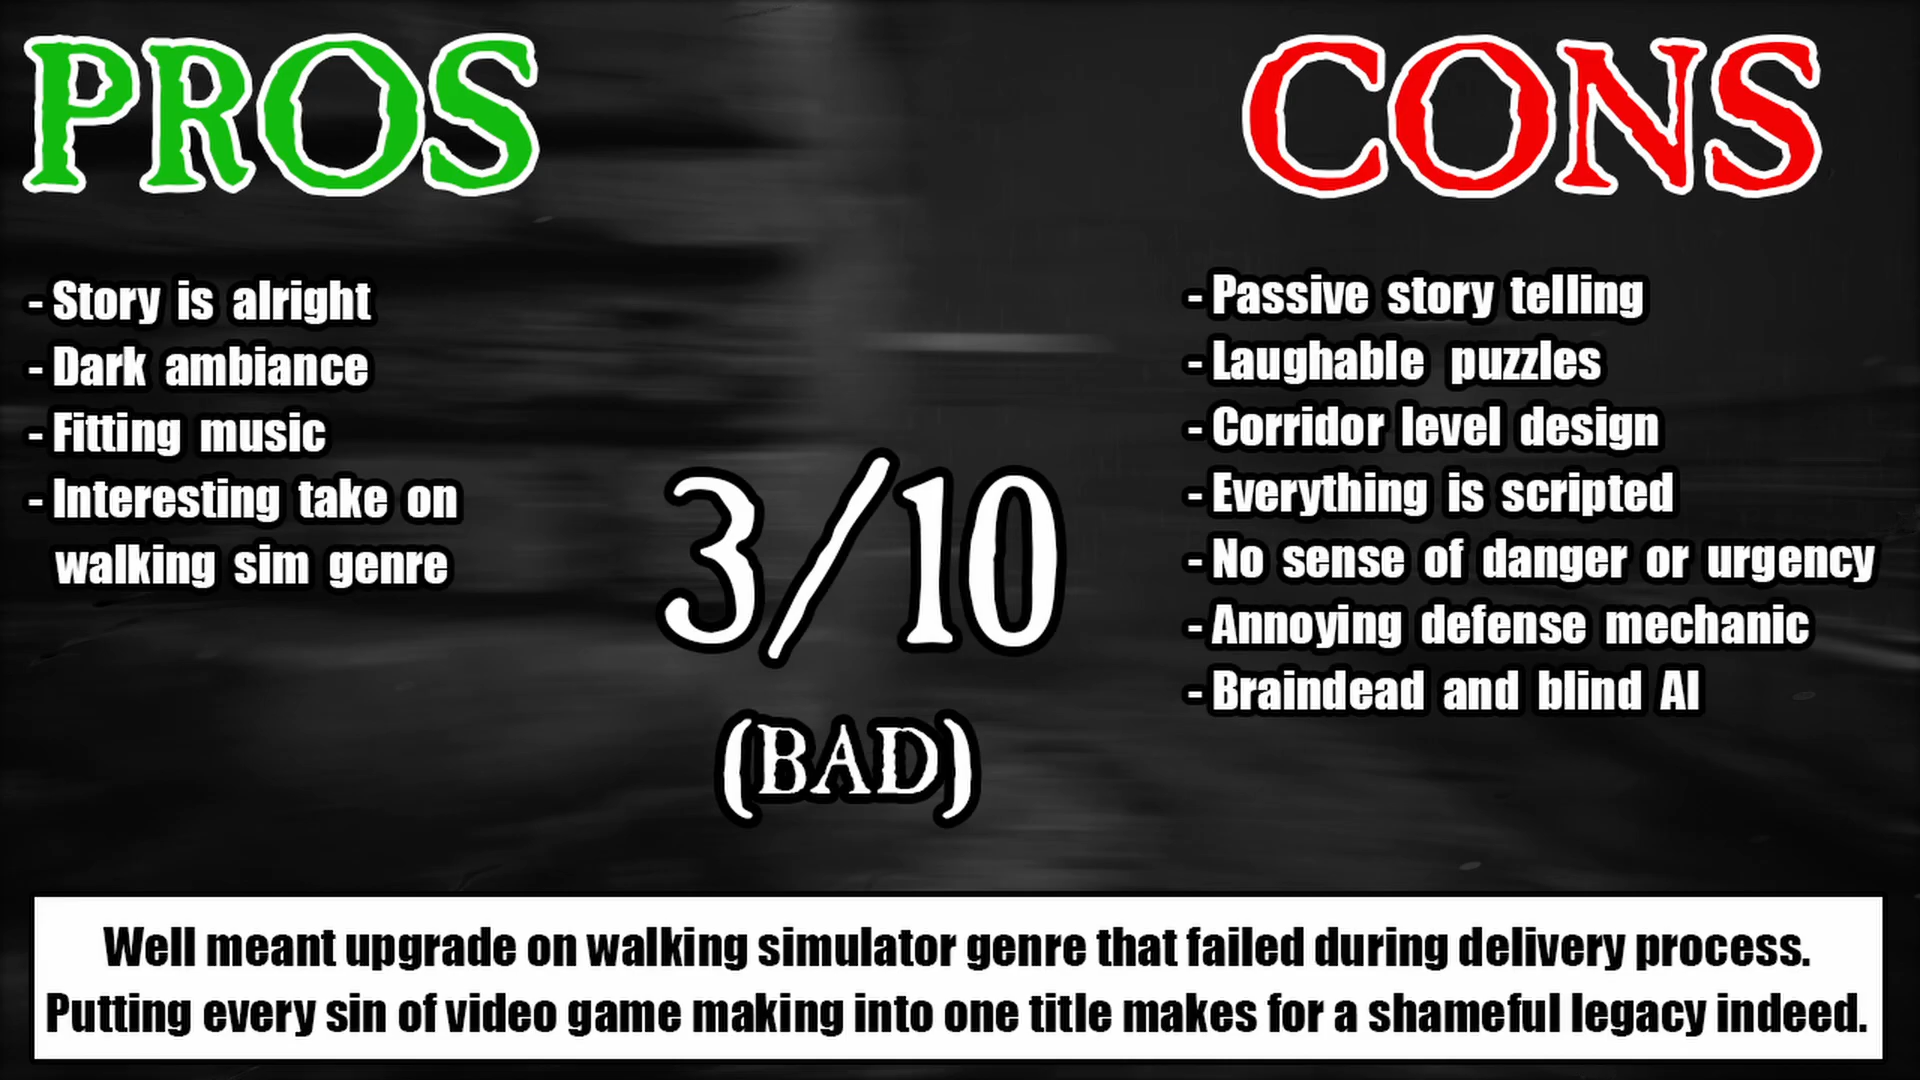 PROS
- Story is alright
- Dark ambiance
- Fitting music
- Interesting take on
walking sim genre
CONS
- Passive story telling
- Laughable puzzles
- Corridor level design
- Everything is scripted
- No sense of danger or urgency
- Annoying defense mechanic
- Braindead and blind AI
3/10
(BAD)
Well meant upgrade on walking simulator genre that failed during delivery process.
Putting every sin of video game making into one title makes for a shameful legacy indeed.